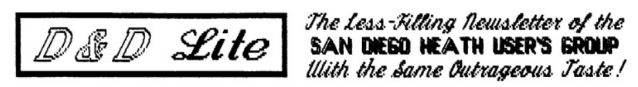 D&D Lite
The Less-Filling Newsletter of the
SAN DIEGO HEATH USER'S GROUP
With the Same Outrageous Taste!